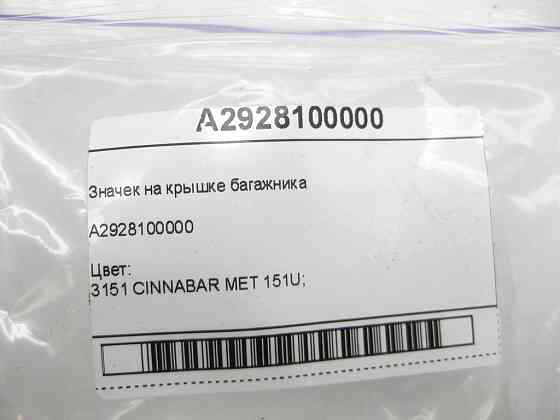 A2928100000
Значек на крышке багажника
A2928100000
Цвет:
3151 CINNABAR MET 151U;